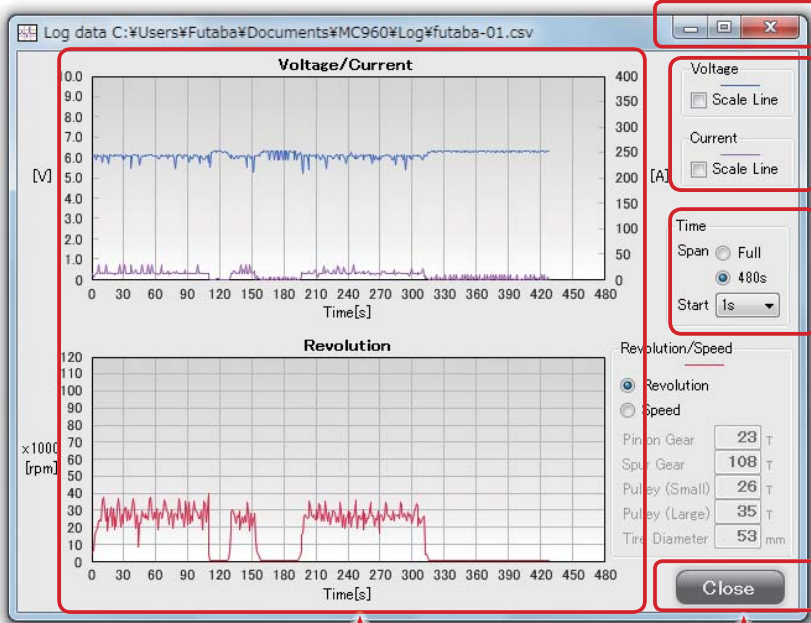 Log data C:¥Users¥Futaba¥Documents¥MC960¥Log¥futaba-01.csv
Voltage/Current
10.0
9.0
8.0
7.0
6.0
5.0
4.0
3.0
2.0
1.0
0
[V]
400
350
300
250
200
150
100
50
0
[A]
0 30 60 90 120 150 180 210 240 270 300 330 360 390 420 450 480
Time[s]
Voltage
Scale Line
Current
Scale Line
Time
Span Full
480s
Start 1s
Revolution
120
110
100
90
80
70
60
50
40
30
20
10
0
×1000
[rpm]
0 30 60 90 120 150 180 210 240 270 300 330 360 390 420 450 480
Time[s]
Revolution/Speed
Revolution
Speed
Pinion Gear 23 T
Spur Gear 108 T
Pulley (Small) 26 T
Pulley (Large) 35 T
Tire Diameter 53 mm
Close